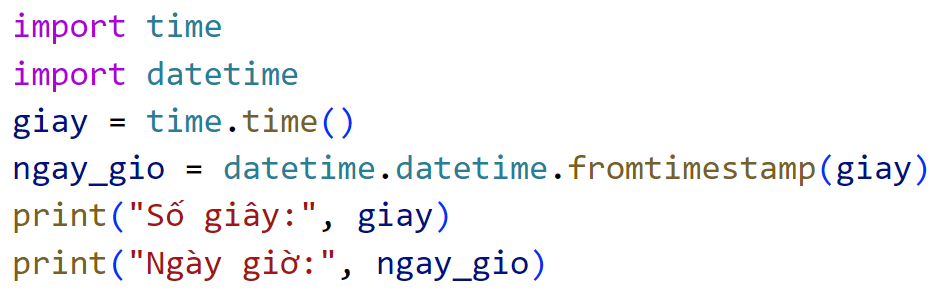 import time
import datetime
giay = time.time()
ngay_gio = datetime.datetime.fromtimestamp(giay)
print("Số giây:", giay)
print("Ngày giờ:", ngay_gio)